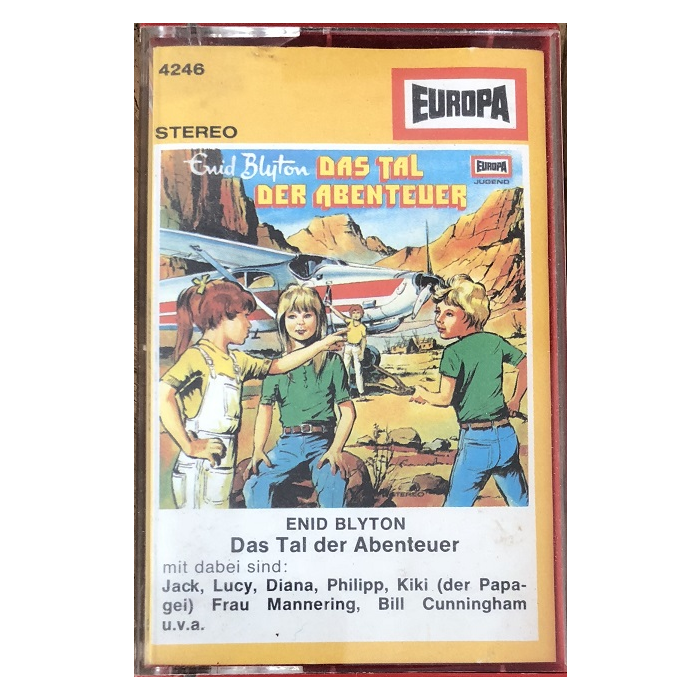 4246
EUROPA
STEREO
Enid Blyton DAS TAL
DER ABENTEUER
EUROPA
JUGEND
STEREO
ENID BLYTON
Das Tal der Abenteuer
mit dabei sind:
Jack, Lucy, Diana, Philipp, Kiki (der Papa-
gei) Frau Mannering, Bill Cunningham
u.v.a.